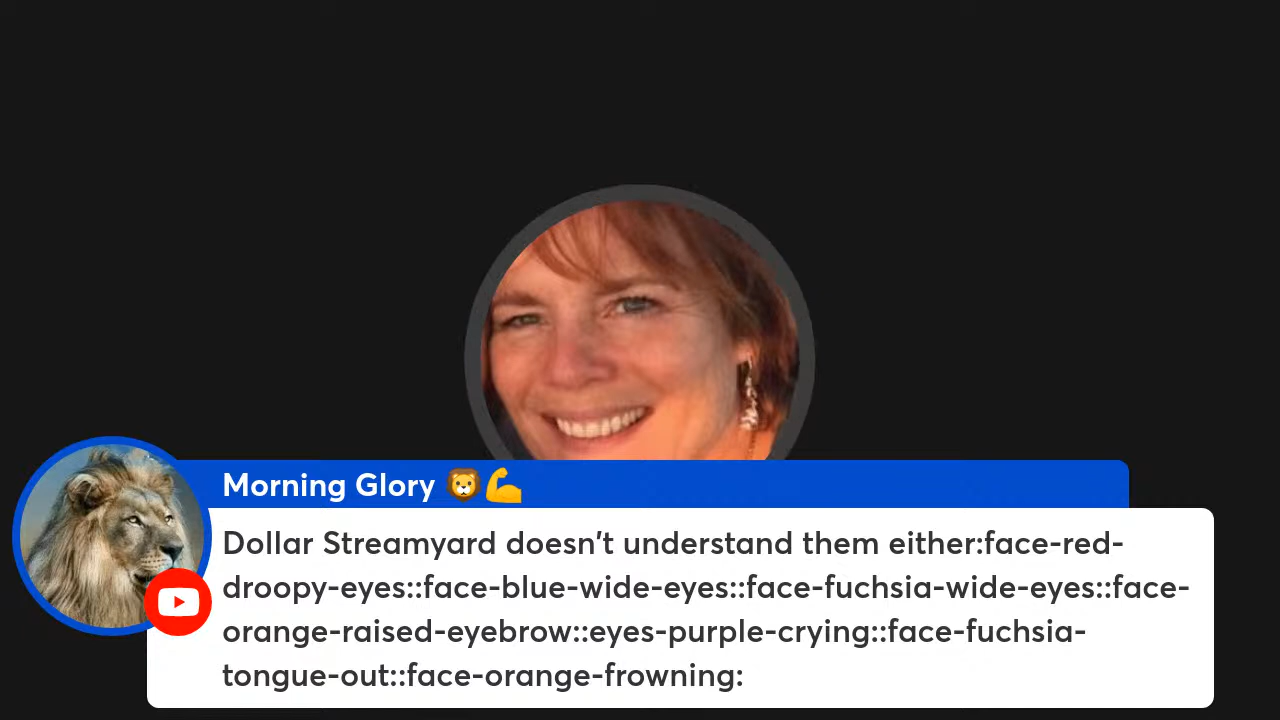 Morning Glory 🦁💪
Dollar Streamyard doesn't understand them either:face-red-
droopy-eyes::face-blue-wide-eyes::face-fuchsia-wide-eyes::face-
orange-raised-eyebrow::eyes-purple-crying::face-fuchsia-
tongue-out::face-orange-frowning: